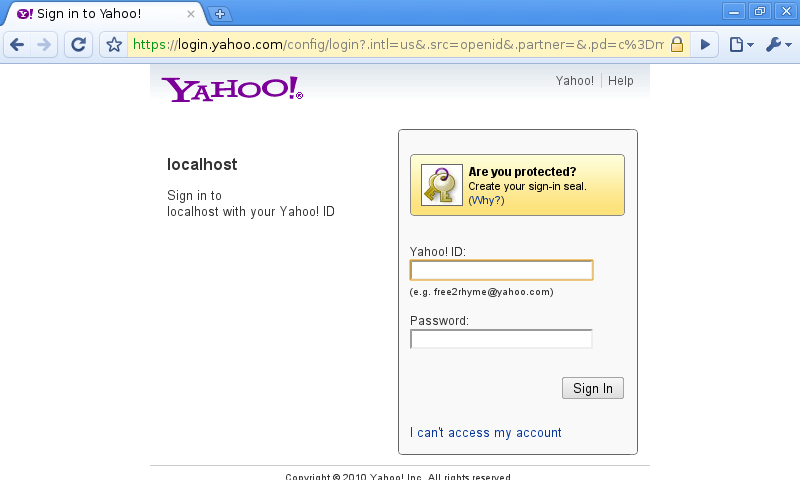 Sign in to Yahoo!
https://login.yahoo.com/config/login?.intl=us&.src=openid&.partner=&.pd=c%3Dm
YAHOO!®
Yahoo! Help
localhost
Sign in to
localhost with your Yahoo! ID
Are you protected?
Create your sign-in seal.
(Why?)
Yahoo! ID:
(e.g. free2rhyme@yahoo.com)
Password:
Sign In
I can't access my account
Copyright © 2010 Yahoo! Inc. All rights reserved.